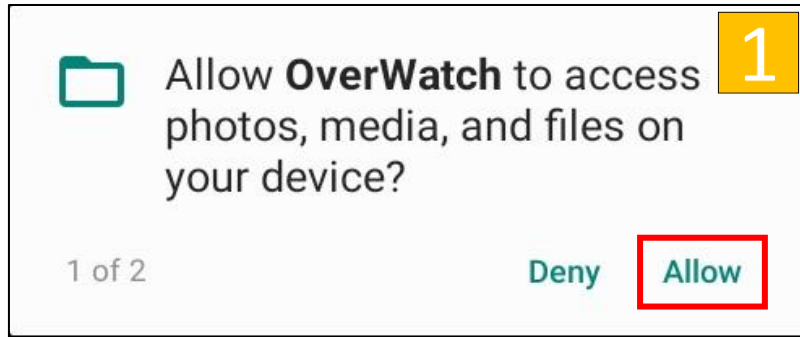 1
Allow OverWatch to access
photos, media, and files on
your device?
1 of 2
Deny Allow